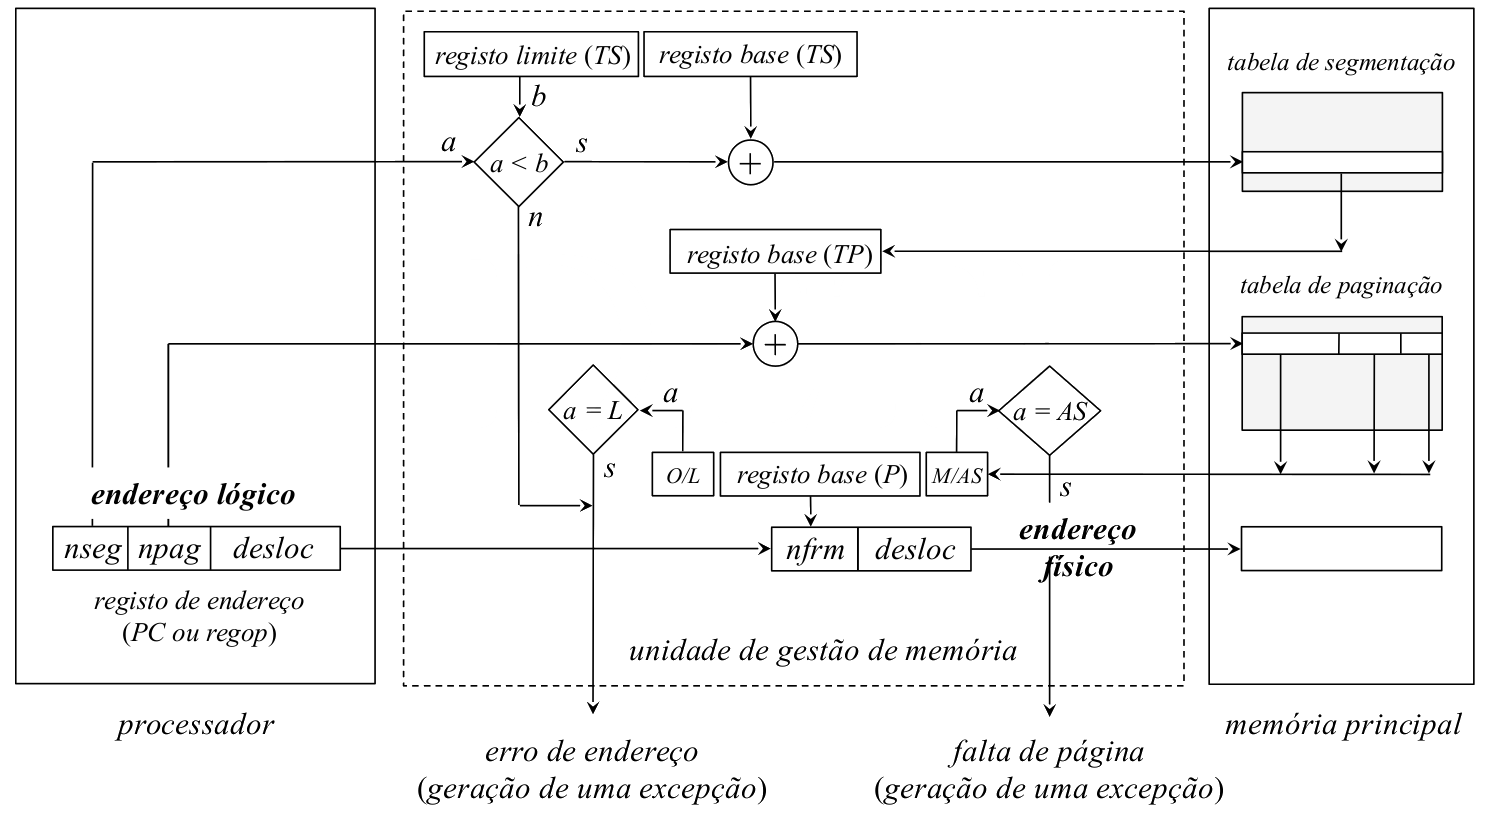 registo limite (TS)
registo base (TS)
tabela de segmentação
b
a
a < b
s
+
n
registo base (TP)
tabela de paginação
+
a = L
a
a
a = AS
s
O/L
registo base (P)
M/AS
s
endereço lógico
nseg npag desloc
nfrm desloc
endereço
físico
registo de endereço
(PC ou regop)
unidade de gestão de memória
processador
memória principal
erro de endereço
(geração de uma excepção)
falta de página
(geração de uma excepção)